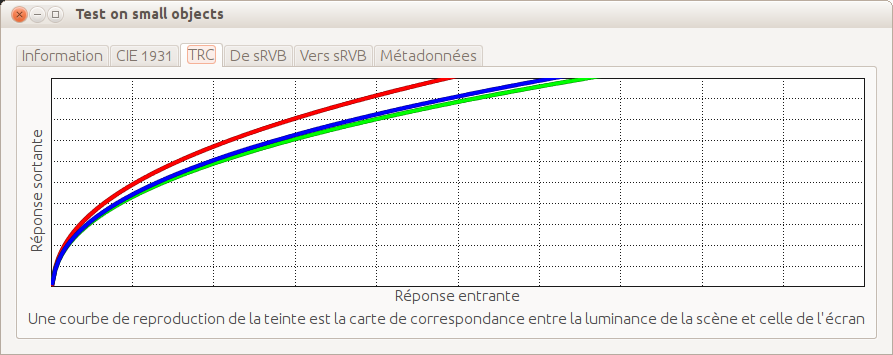 Test on small objects
Information CIE 1931 TRC De sRVB Vers sRVB Métadonnées
Réponse sortante
Réponse entrante
Une courbe de reproduction de la teinte est la carte de correspondance entre la luminance de la scène et celle de l'écran